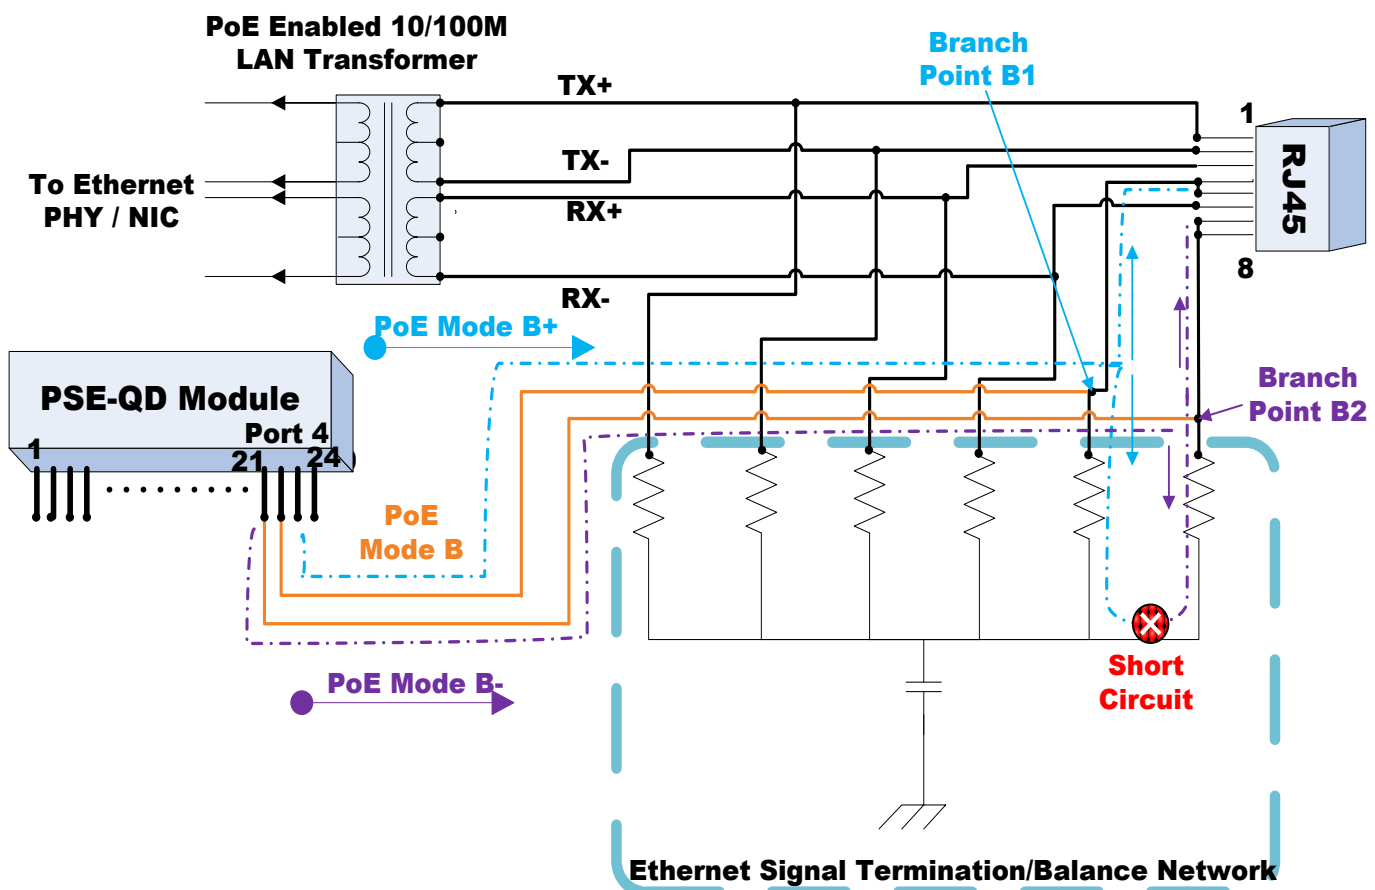 PoE Enabled 10/100M
LAN Transformer
Branch
Point B1
TX+
1
TX-
RJ45
To Ethernet
PHY / NIC
RX+
8
RX-
PoE Mode B+
PSE-QD Module
Port 4
1
21
24
Branch
Point B2
PoE
Mode B
PoE Mode B-
Short
Circuit
Ethernet Signal Termination/Balance Network